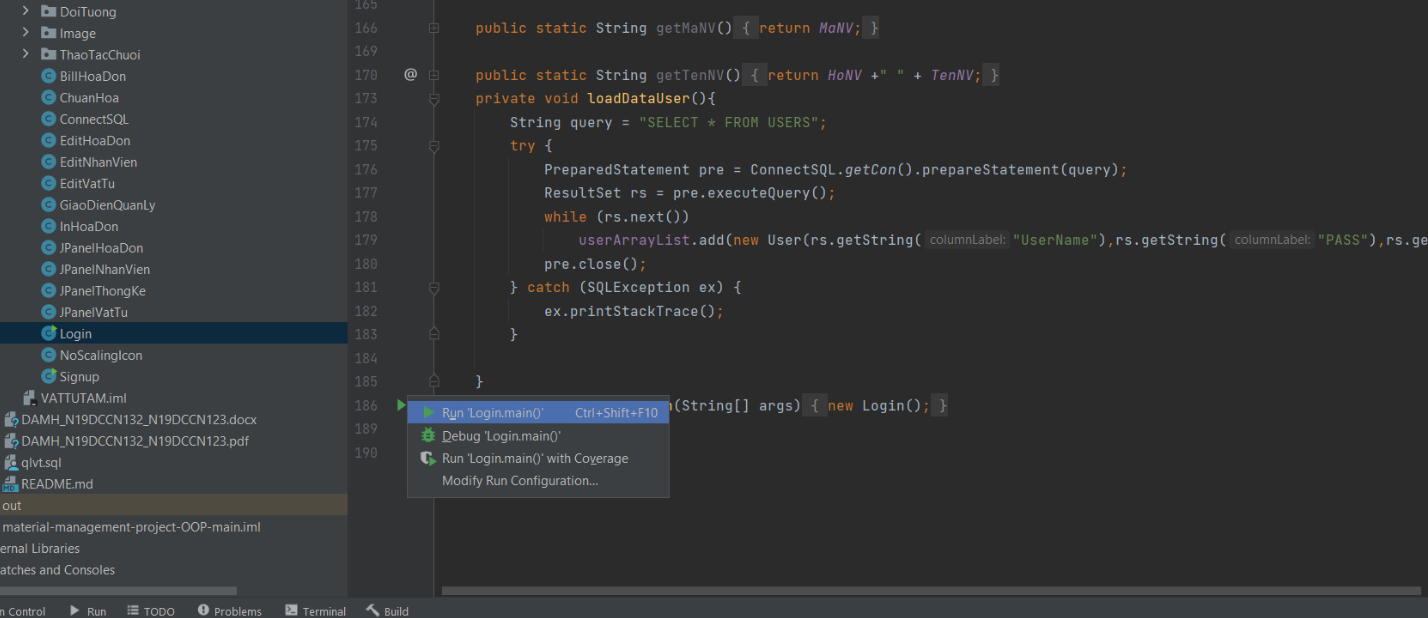 DoiTuong
Image
ThaoTacChuoi
BillHoaDon
ChuanHoa
ConnectSQL
EditHoaDon
EditNhanVien
EditVatTu
GiaoDienQuanLy
InHoaDon
JPanelHoaDon
JPanelNhanVien
JPanelThongKe
JPanelVatTu
Login
NoScalingIcon
Signup
VATTUTAM.iml
DAMH_N19DCCN132_N19DCCN123.docx
DAMH_N19DCCN132_N19DCCN123.pdf
qlvt.sql
README.md
out
material-management-project-OOP-main.iml
ernal Libraries
atches and Consoles
165
166 public static String getMaNV() { return MaNV; }
169
170 @ public static String getTenNV() { return HoNV +" " + TenNV; }
173 private void loadDataUser(){
174 String query = "SELECT * FROM USERS";
175 try {
176 PreparedStatement pre = ConnectSQL.getCon().prepareStatement(query);
177 ResultSet rs = pre.executeQuery();
178 while (rs.next())
179 userArrayList.add(new User(rs.getString( columnLabel: "UserName"),rs.getString( columnLabel: "PASS"),rs.ge
180 pre.close();
181 } catch (SQLException ex) {
182 ex.printStackTrace();
183 }
184
185 }
186 n(String[] args) { new Login(); }
189
190
Run 'Login.main()' Ctrl+Shift+F10
Debug 'Login.main()'
Run 'Login.main()' with Coverage
Modify Run Configuration...
n Control Run TODO Problems Terminal Build